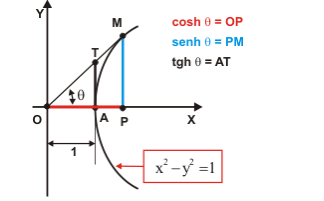 Y
M
cosh θ = OP
senh θ = PM
T
tgh θ = AT
θ
O
A
P
X
1
x² − y² = 1